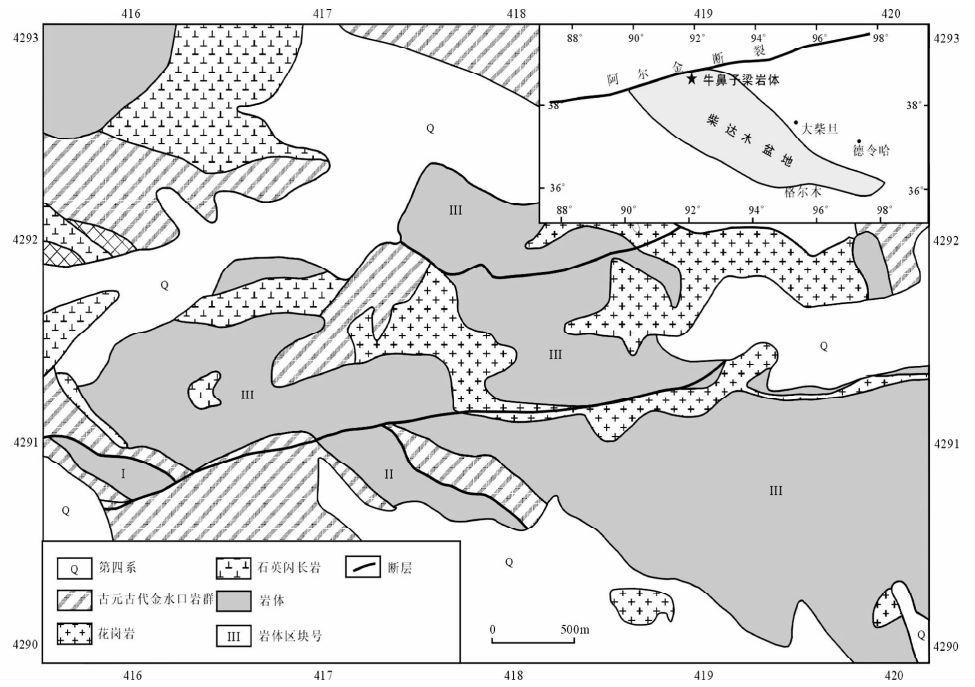 416 417 418 419 420
4293
4293
88° 90° 92° 94° 96° 98°
阿尔金断裂
牛鼻子梁岩体
38°
38°
柴达木盆地
大柴旦
德令哈
格尔木
36°
36°
88° 90° 92° 94° 96° 98°
Q
III
4292
4292
Q
III
Q
III
4291
4291
I
II
III
Q
Q
Q 第四系
石英闪长岩
断层
古元古代金水口岩群
岩体
花岗岩
III 岩体区块号
0 500m
Q
4290
4290
416 417 418 419 420